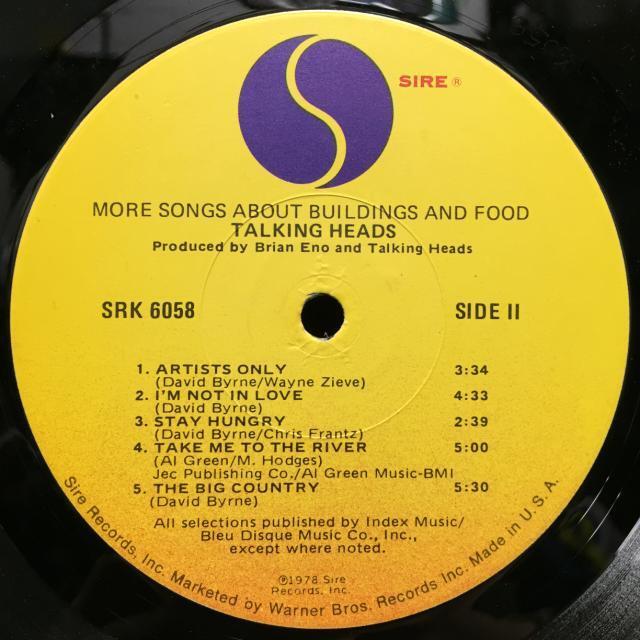 SIRE ®
MORE SONGS ABOUT BUILDINGS AND FOOD
TALKING HEADS
Produced by Brian Eno and Talking Heads
SRK 6058
SIDE II
1. ARTISTS ONLY 3:34
(David Byrne/Wayne Zieve)
2. I'M NOT IN LOVE 4:33
(David Byrne)
3. STAY HUNGRY 2:39
(David Byrne/Chris Frantz)
4. TAKE ME TO THE RIVER 5:00
(Al Green/M. Hodges)
Jec Publishing Co./Al Green Music-BMI
5. THE BIG COUNTRY 5:30
(David Byrne)
All selections published by Index Music/
Bleu Disque Music Co., Inc.,
except where noted.
℗1978 Sire
Records, Inc.
Sire Records, Inc. Marketed by Warner Bros. Records Inc. Made in U.S.A.